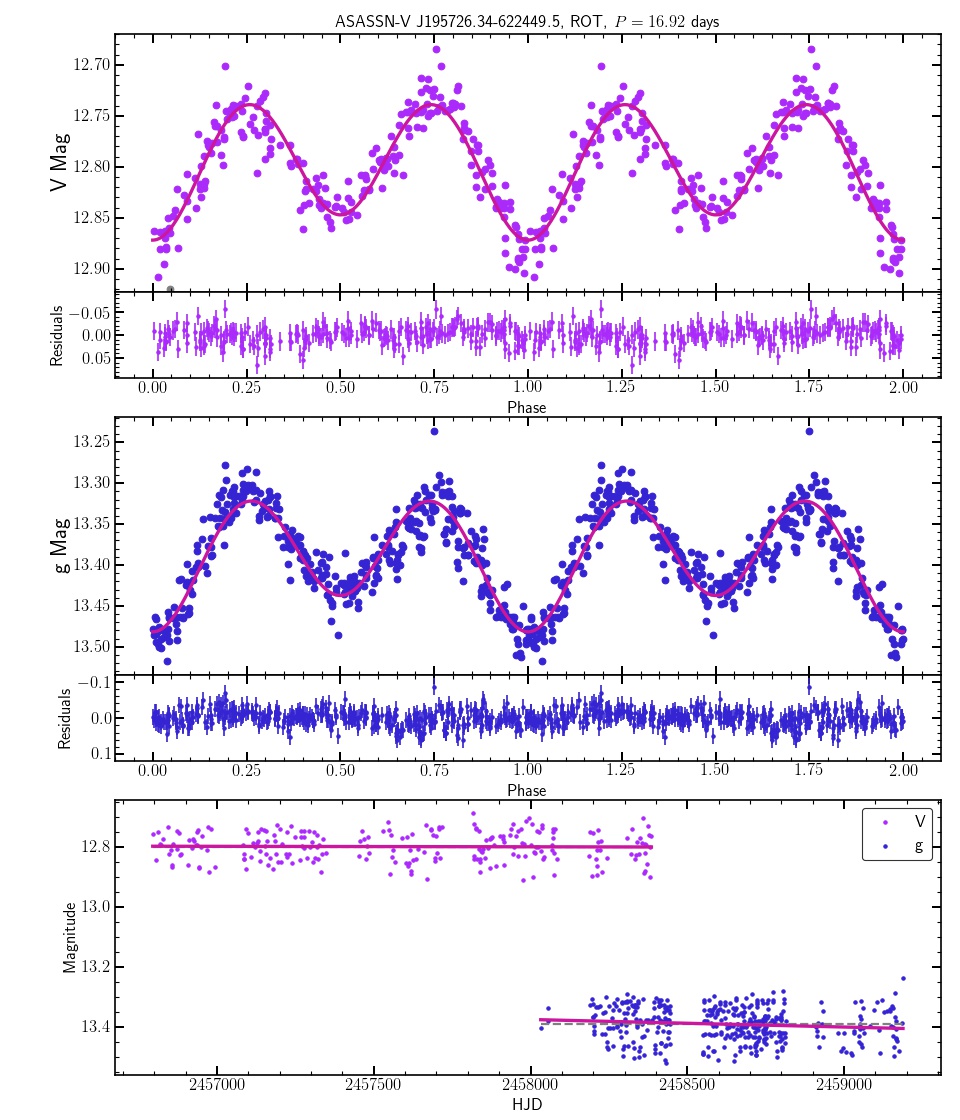 ASASSN-V J195726.34-622449.5, ROT, P = 16.92 days
12.70
12.75
12.80
12.85
12.90
V Mag
−0.05
0.00
0.05
Residuals
0.00 0.25 0.50 0.75 1.00 1.25 1.50 1.75 2.00
Phase
13.25
13.30
13.35
13.40
13.45
13.50
g Mag
−0.1
0.0
0.1
Residuals
0.00 0.25 0.50 0.75 1.00 1.25 1.50 1.75 2.00
Phase
V
g
12.8
13.0
13.2
13.4
Magnitude
2457000 2457500 2458000 2458500 2459000
HJD